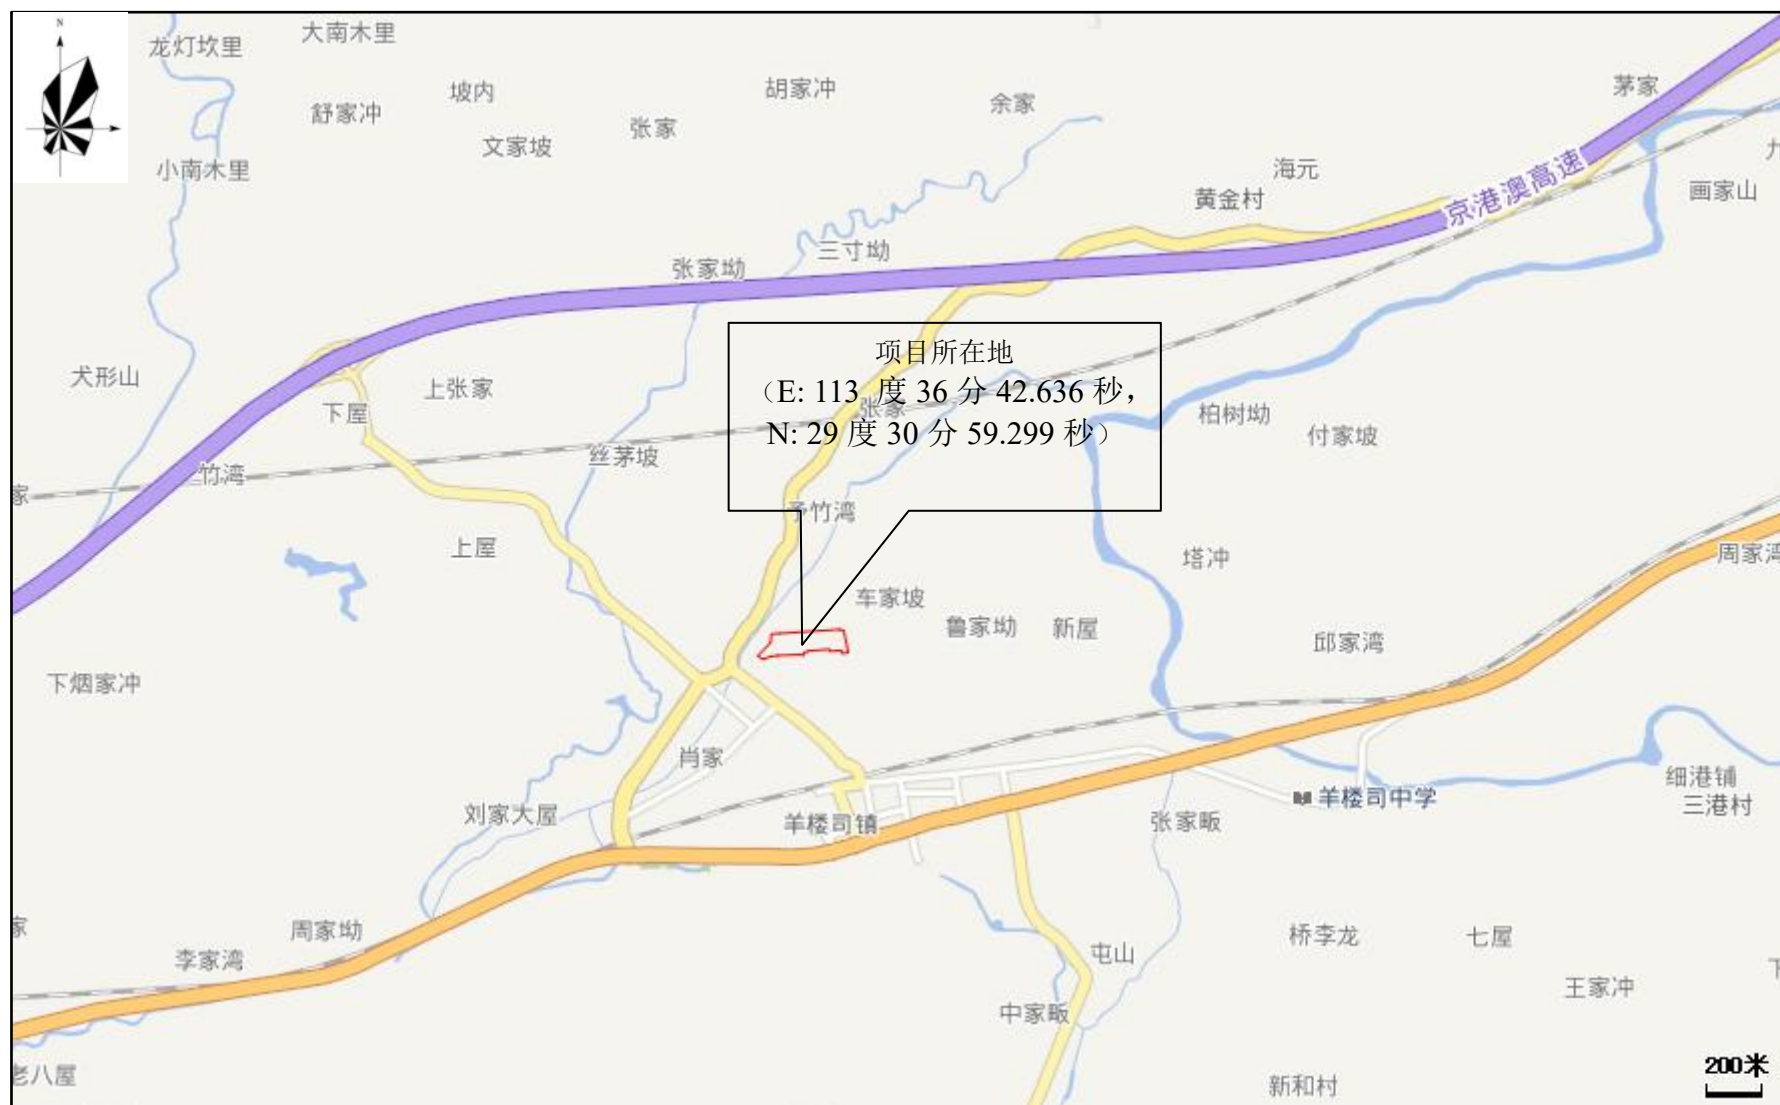 N
龙灯坎里
大南木里
坡内
胡家冲
余家
茅家
舒家冲
文家坡
张家
小南木里
海元
黄金村
京港澳高速
画家山
三寸坳
张家坳
项目所在地
（E: 113 度 36 分 42.636 秒，
N: 29 度 30 分 59.299 秒）
犬形山
上张家
下屋
张家
柏树坳
付家坡
丝茅坡
竹湾
家
予竹湾
上屋
塔冲
周家湾
车家坡
鲁家坳
新屋
邱家湾
下烟家冲
肖家
细港铺
三港村
羊楼司中学
刘家大屋
羊楼司镇
张家畈
家
周家坳
李家湾
屯山
桥李龙
七屋
王家冲
中家畈
老八屋
新和村
200米